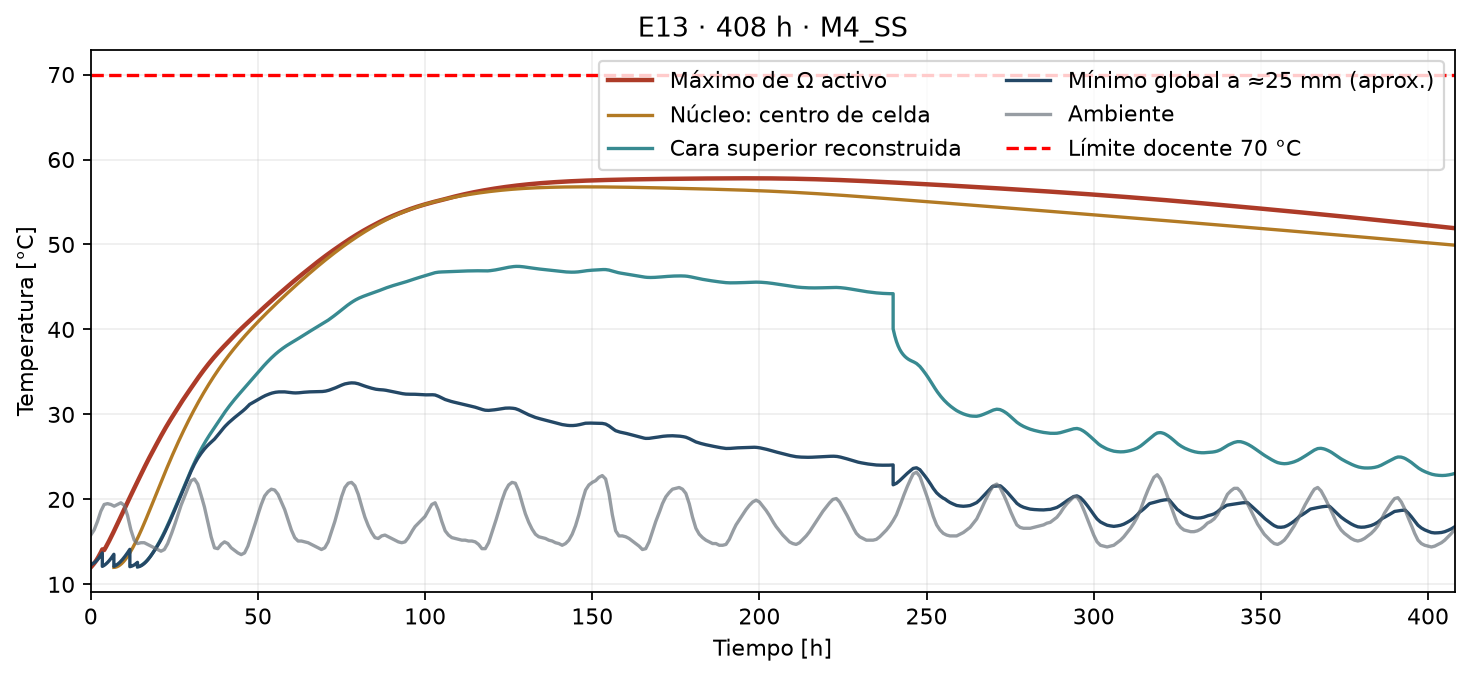 E13 · 408 h · M4_SS
Temperatura [°C]
70
60
50
40
30
20
10
Máximo de Ω activo
Núcleo: centro de celda
Cara superior reconstruida
Mínimo global a ≈25 mm (aprox.)
Ambiente
Límite docente 70 °C
0
50
100
150
200
250
300
350
400
Tiempo [h]